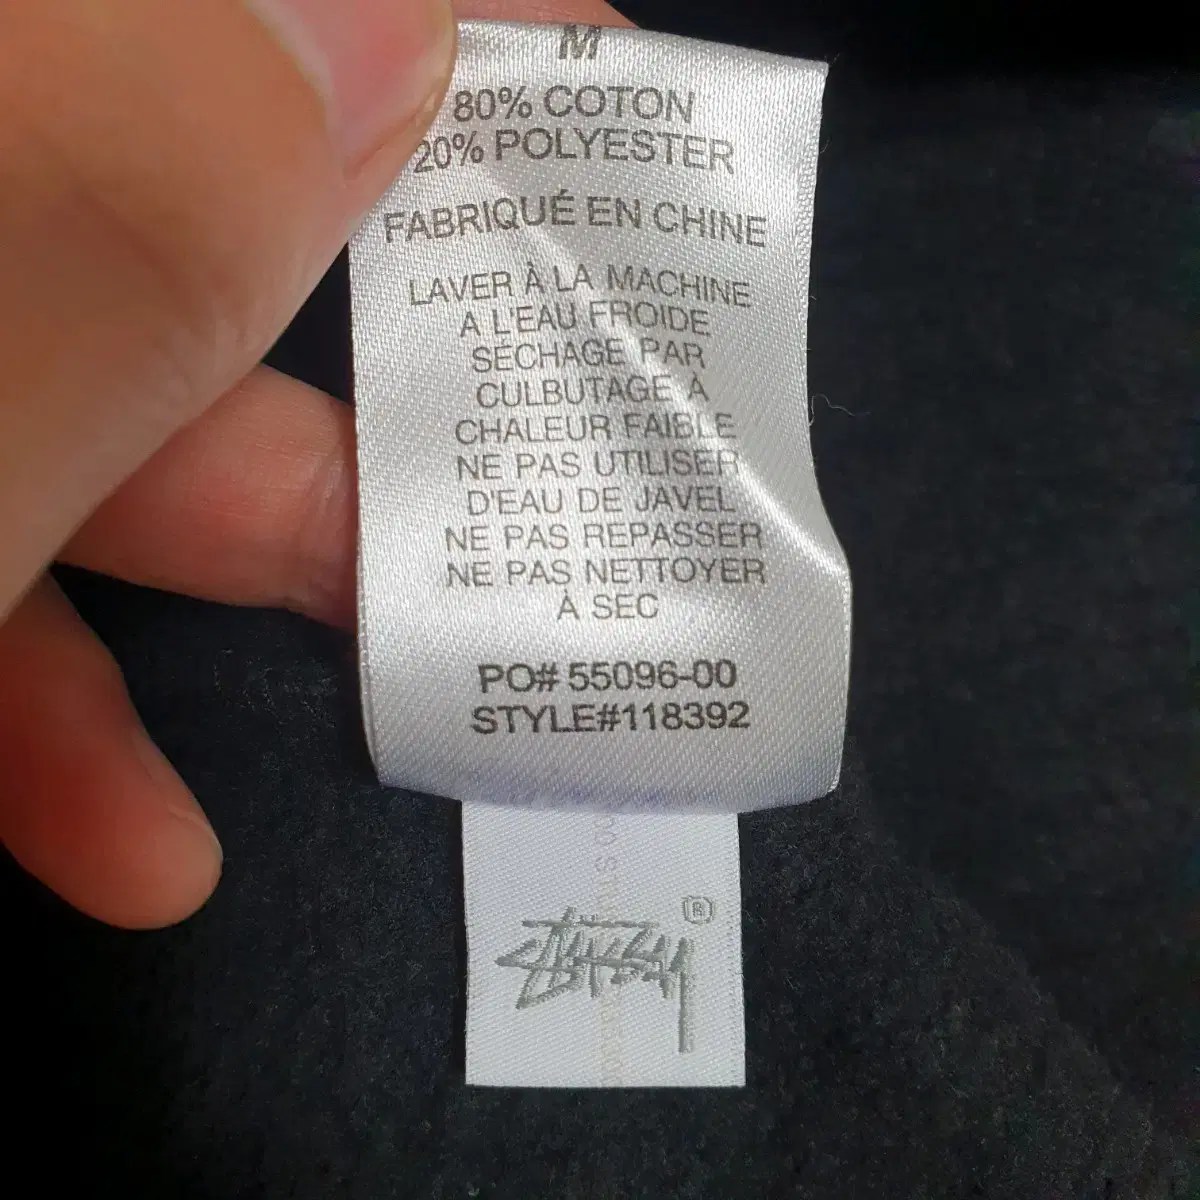 M
80% COTON
20% POLYESTER
FABRIQUÉ EN CHINE
LAVER À LA MACHINE
A L'EAU FROIDE
SÉCHAGE PAR
CULBUTAGE À
CHALEUR FAIBLE
NE PAS UTILISER
D'EAU DE JAVEL
NE PAS REPASSER
NE PAS NETTOYER
À SEC
PO# 55096-00
STYLE#118392
STÜSSY ®